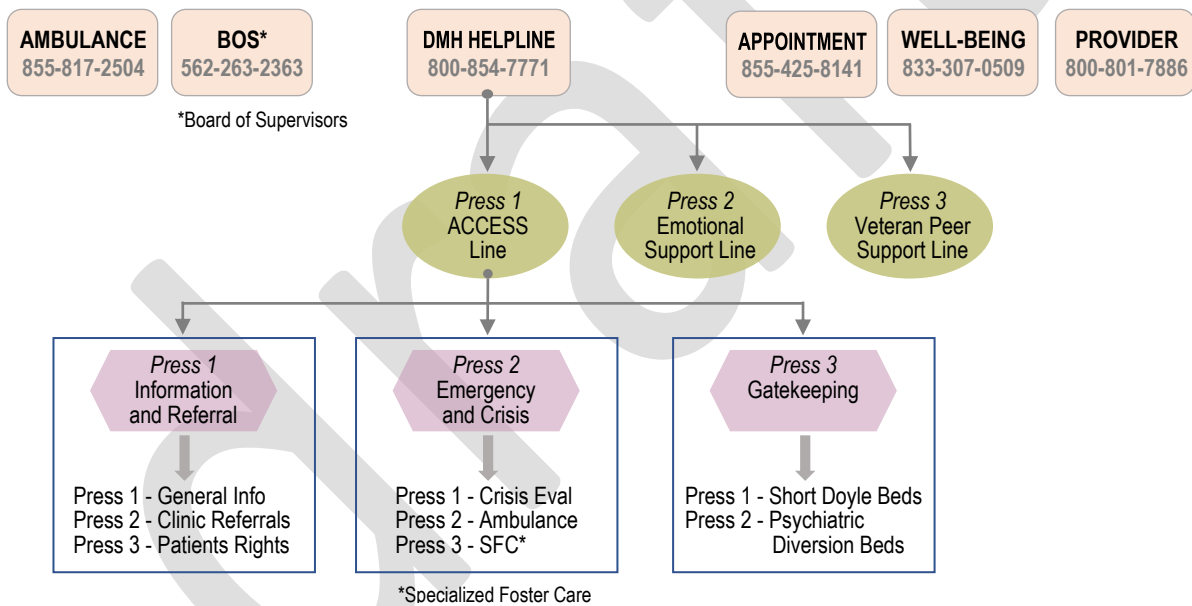 AMBULANCE
855-817-2504
BOS*
562-263-2363
DMH HELPLINE
800-854-7771
APPOINTMENT
855-425-8141
WELL-BEING
833-307-0509
PROVIDER
800-801-7886
*Board of Supervisors
Press 1
ACCESS
Line
Press 2
Emotional
Support Line
Press 3
Veteran Peer
Support Line
Press 1
Information
and Referral
Press 1 - General Info
Press 2 - Clinic Referrals
Press 3 - Patients Rights
Press 2
Emergency
and Crisis
Press 1 - Crisis Eval
Press 2 - Ambulance
Press 3 - SFC*
*Specialized Foster Care
Press 3
Gatekeeping
Press 1 - Short Doyle Beds
Press 2 - Psychiatric
Diversion Beds
draft